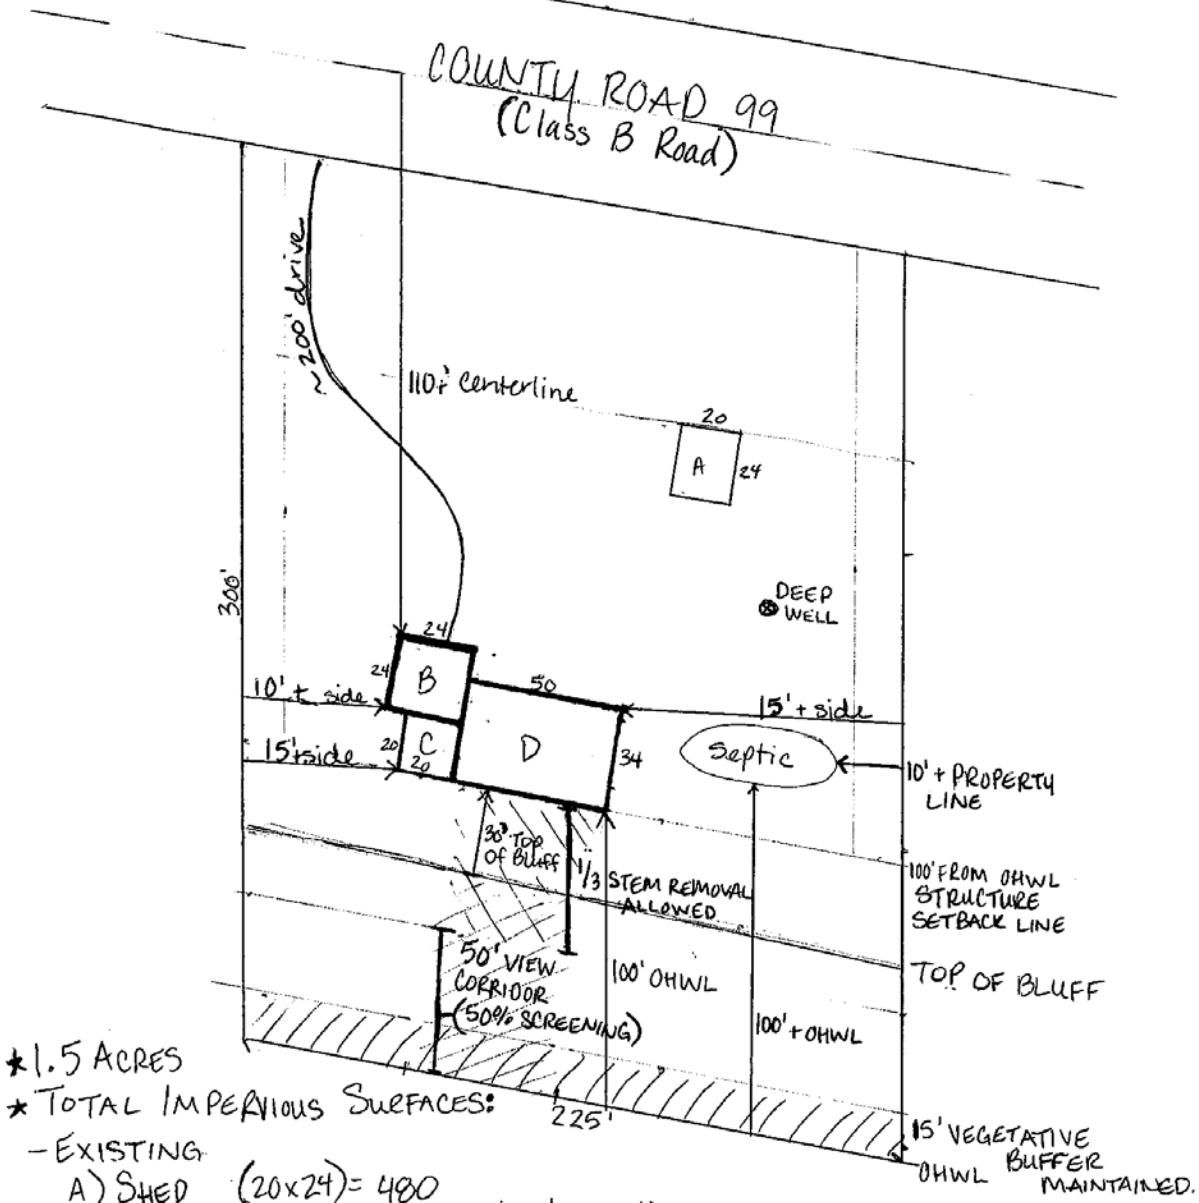 COUNTY ROAD 99
(Class B Road)
~200' drive
110+' centerline
20
A
24
DEEP
WELL
300'
24
24
B
10'+ side
50
15'+ side
15'+side
20
C
20
D
34
Septic
10'+ PROPERTY
LINE
30' TOP
OF BLUFF
1/3 STEM REMOVAL
ALLOWED
100' FROM OHWL
STRUCTURE
SETBACK LINE
TOP OF BLUFF
50' VIEW
CORRIDOR
(50% SCREENING)
100' OHWL
100'+ OHWL
225'
15' VEGETATIVE
BUFFER
MAINTAINED.
OHWL
*1.5 ACRES
*TOTAL IMPERVIOUS SURFACES:
- EXISTING
A) SHED (20x24)= 480